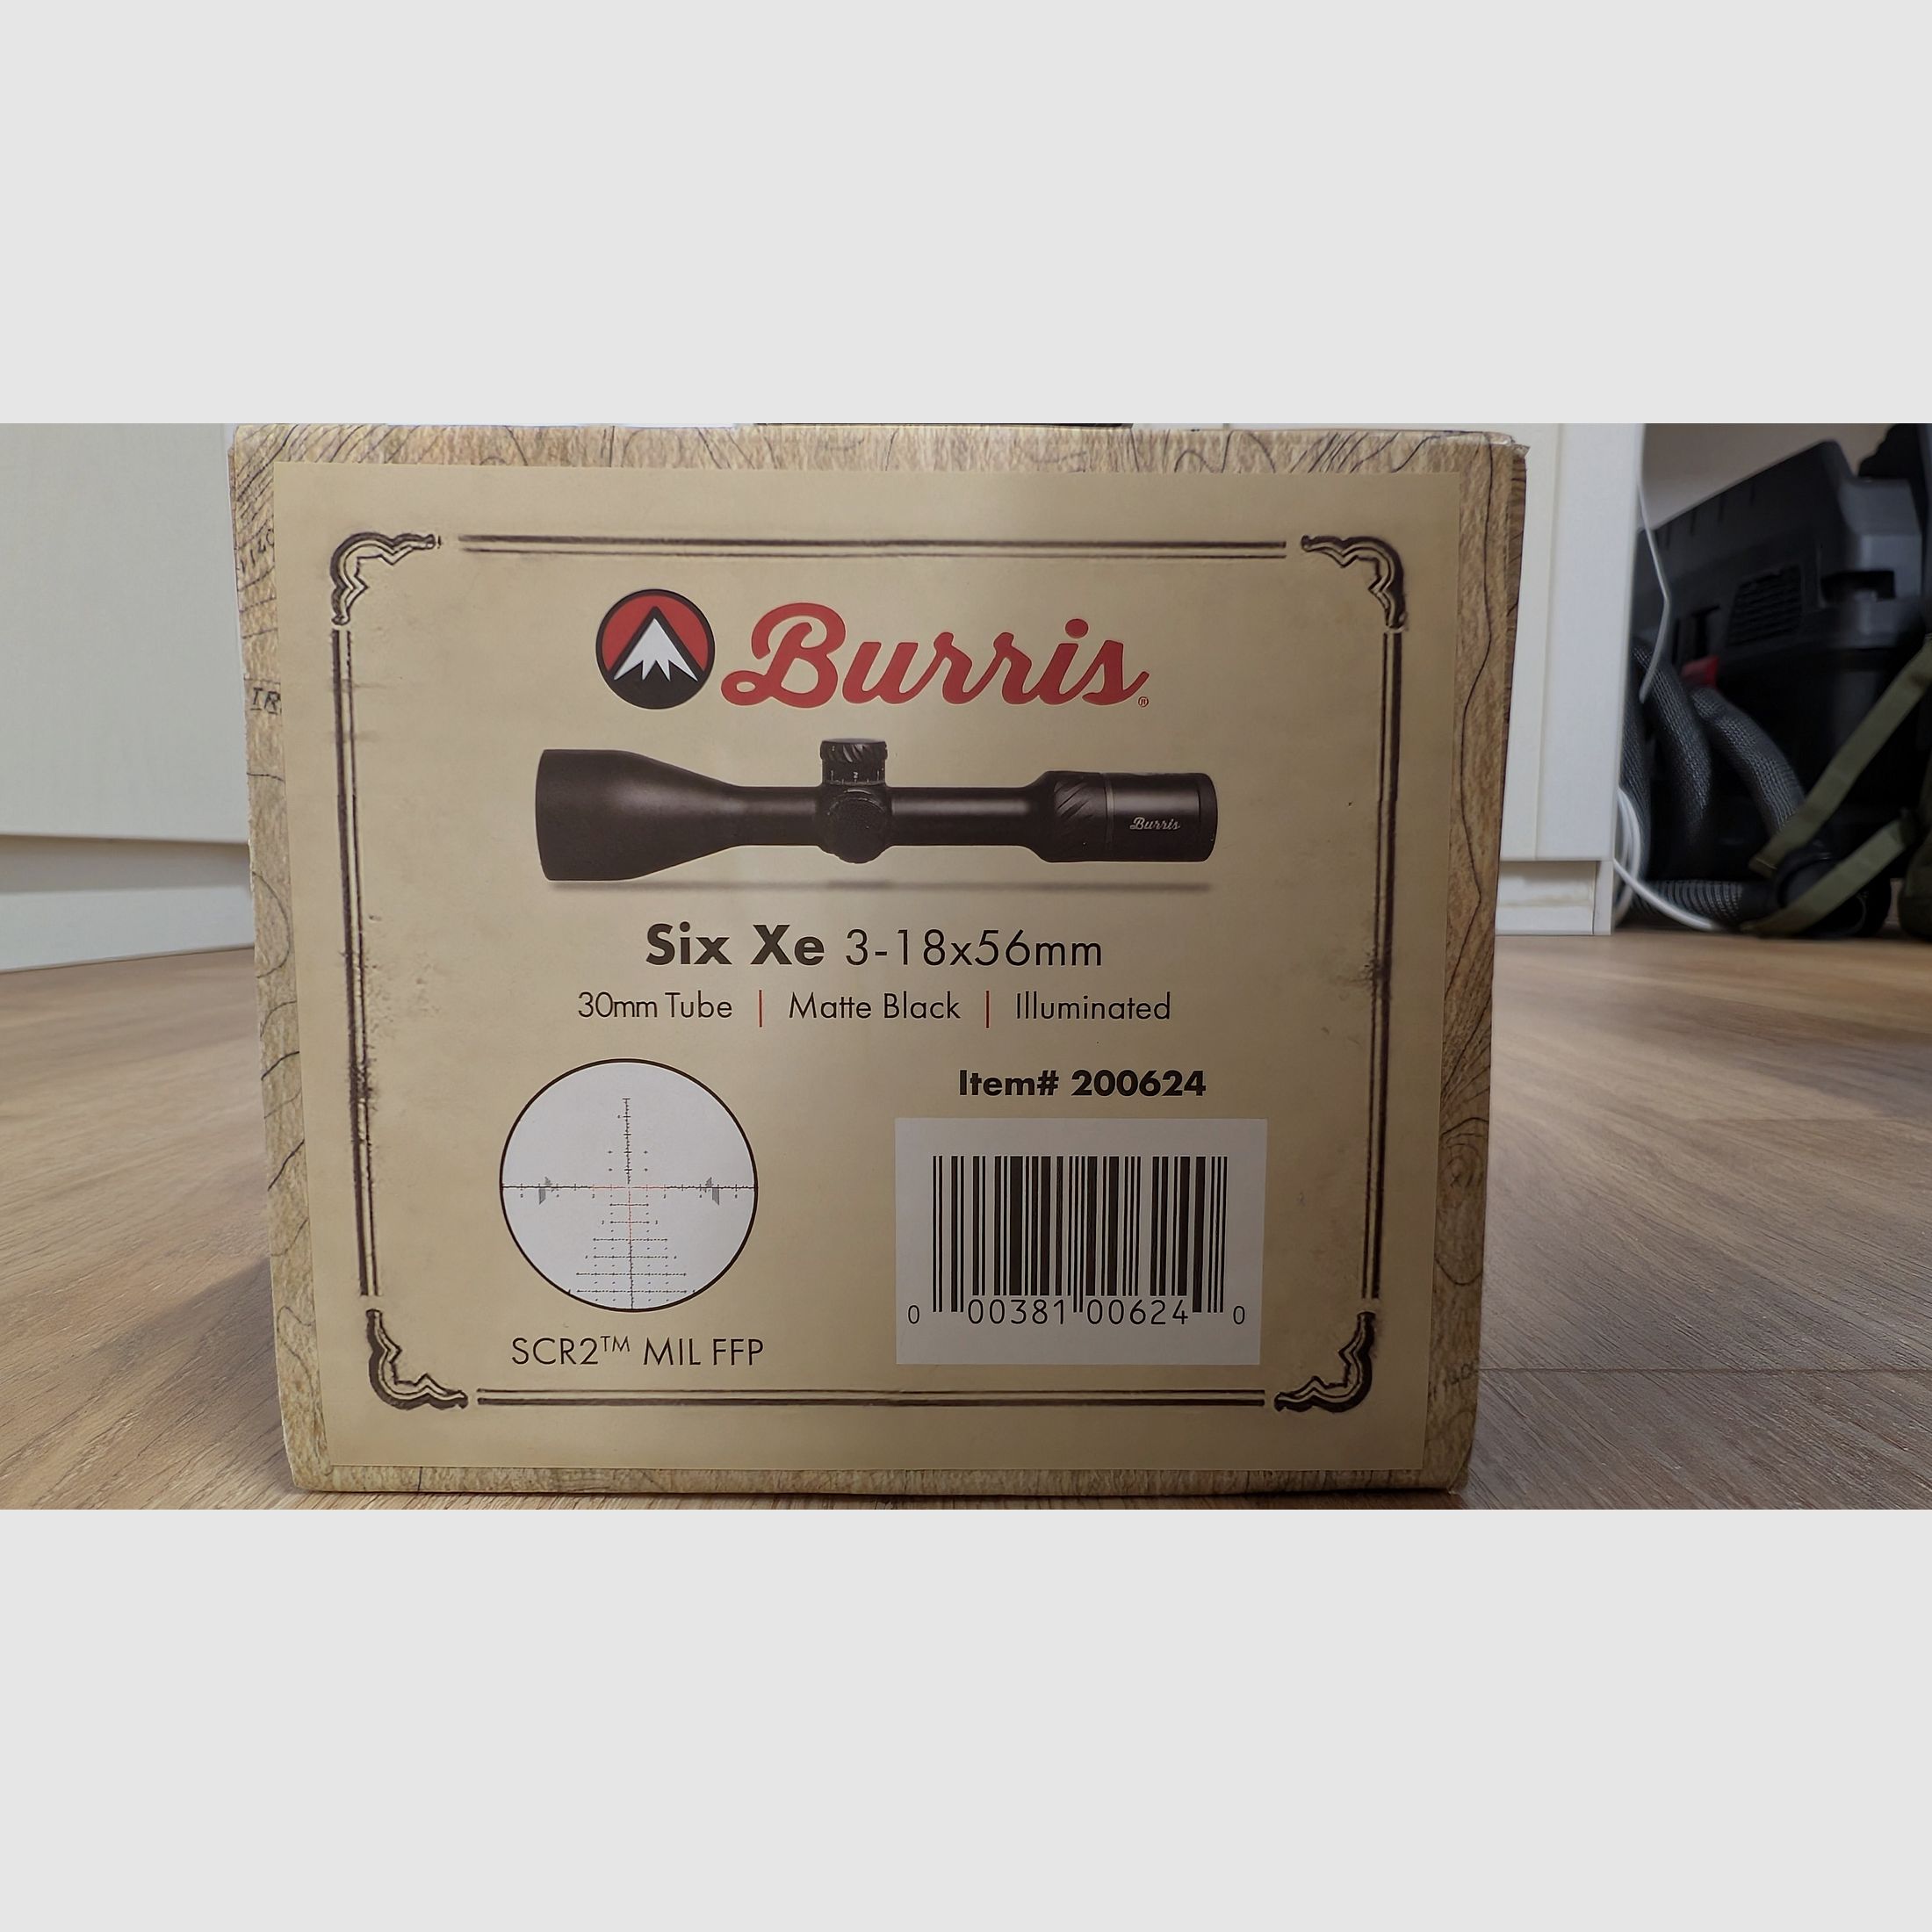 Burris®
Burris
Six Xe 3-18x56mm
30mm Tube | Matte Black | Illuminated
Item# 200624
0 00381 00624 0
SCR2™ MIL FFP